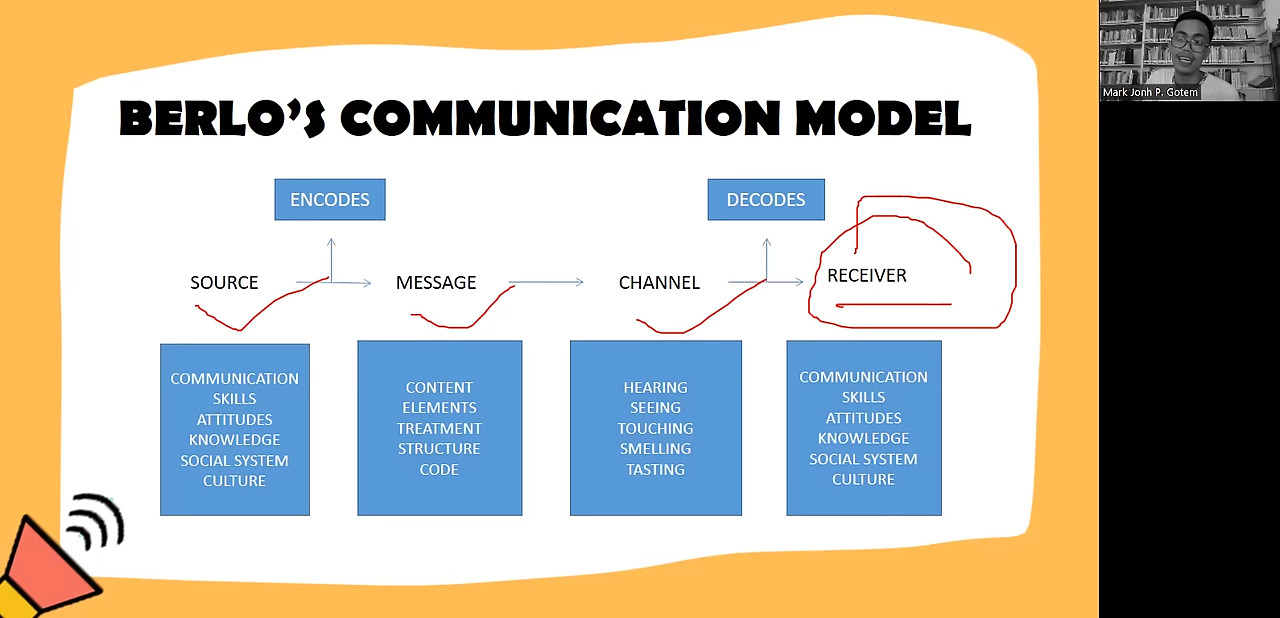 Mark Jonh P. Gotem
BERLO'S COMMUNICATION MODEL
ENCODES
DECODES
SOURCE
MESSAGE
CHANNEL
RECEIVER
COMMUNICATION
SKILLS
ATTITUDES
KNOWLEDGE
SOCIAL SYSTEM
CULTURE
CONTENT
ELEMENTS
TREATMENT
STRUCTURE
CODE
HEARING
SEEING
TOUCHING
SMELLING
TASTING
COMMUNICATION
SKILLS
ATTITUDES
KNOWLEDGE
SOCIAL SYSTEM
CULTURE